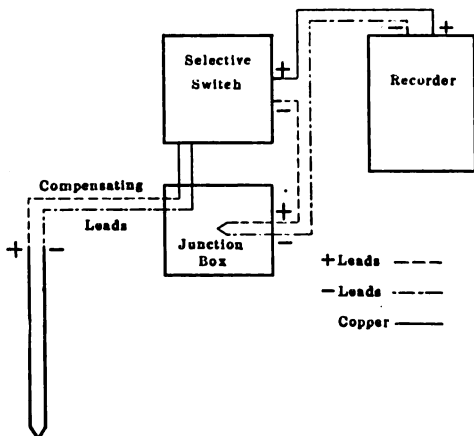 - +
+
Selective
Switch
-
Recorder
Compensating
Leads
+ -
+
-
Junction
Box
+ Leads
- Leads
Copper